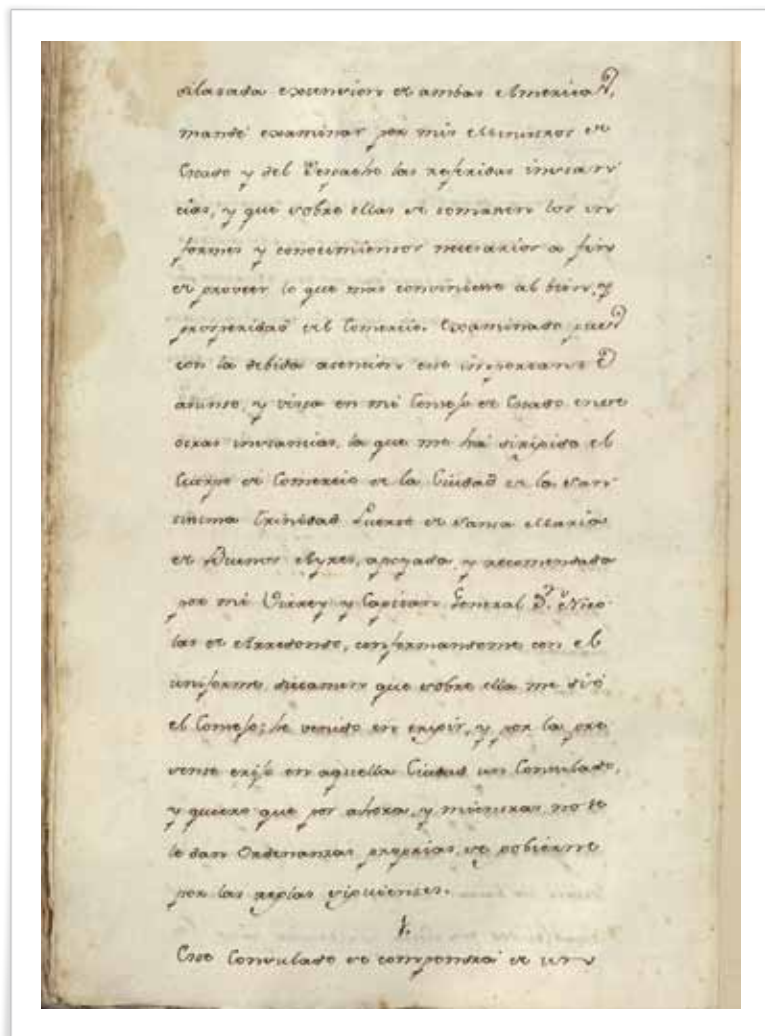 dilatada extension de ambas Americas,
mandé examinar por mis Ministros de
Estado y del Despacho las referidas instan
cias, y que sobre ellas se tomasen los in
formes y conocimientos necesarios a fin
de proveer lo que mas conviniese al bien, y
prosperidad del Comercio. Examinado pues
con la debida atencion este importante
asunto, y vista en mi Consejo de Estado entre
otras instancias, la que me ha dirigido el
Cuerpo de Comercio de la Ciudad de la San
tisima Trinidad Puerto de Santa Maria
de Buenos Ayres, apoyada, y recomendada
por mi Virrey y Capitan General Dn. Nico
las de Arredondo, conformandome con el
uniforme dictamen que sobre ella me dió
el Consejo; he venido en erigir, y por la pre
sente erijo en aquella Ciudad un Consulado,
y quiero que por ahora, y mientras no se
le dan Ordenanzas proprias, se gobierne
por las reglas siguientes.
1.
Este Consulado se compondrá de un